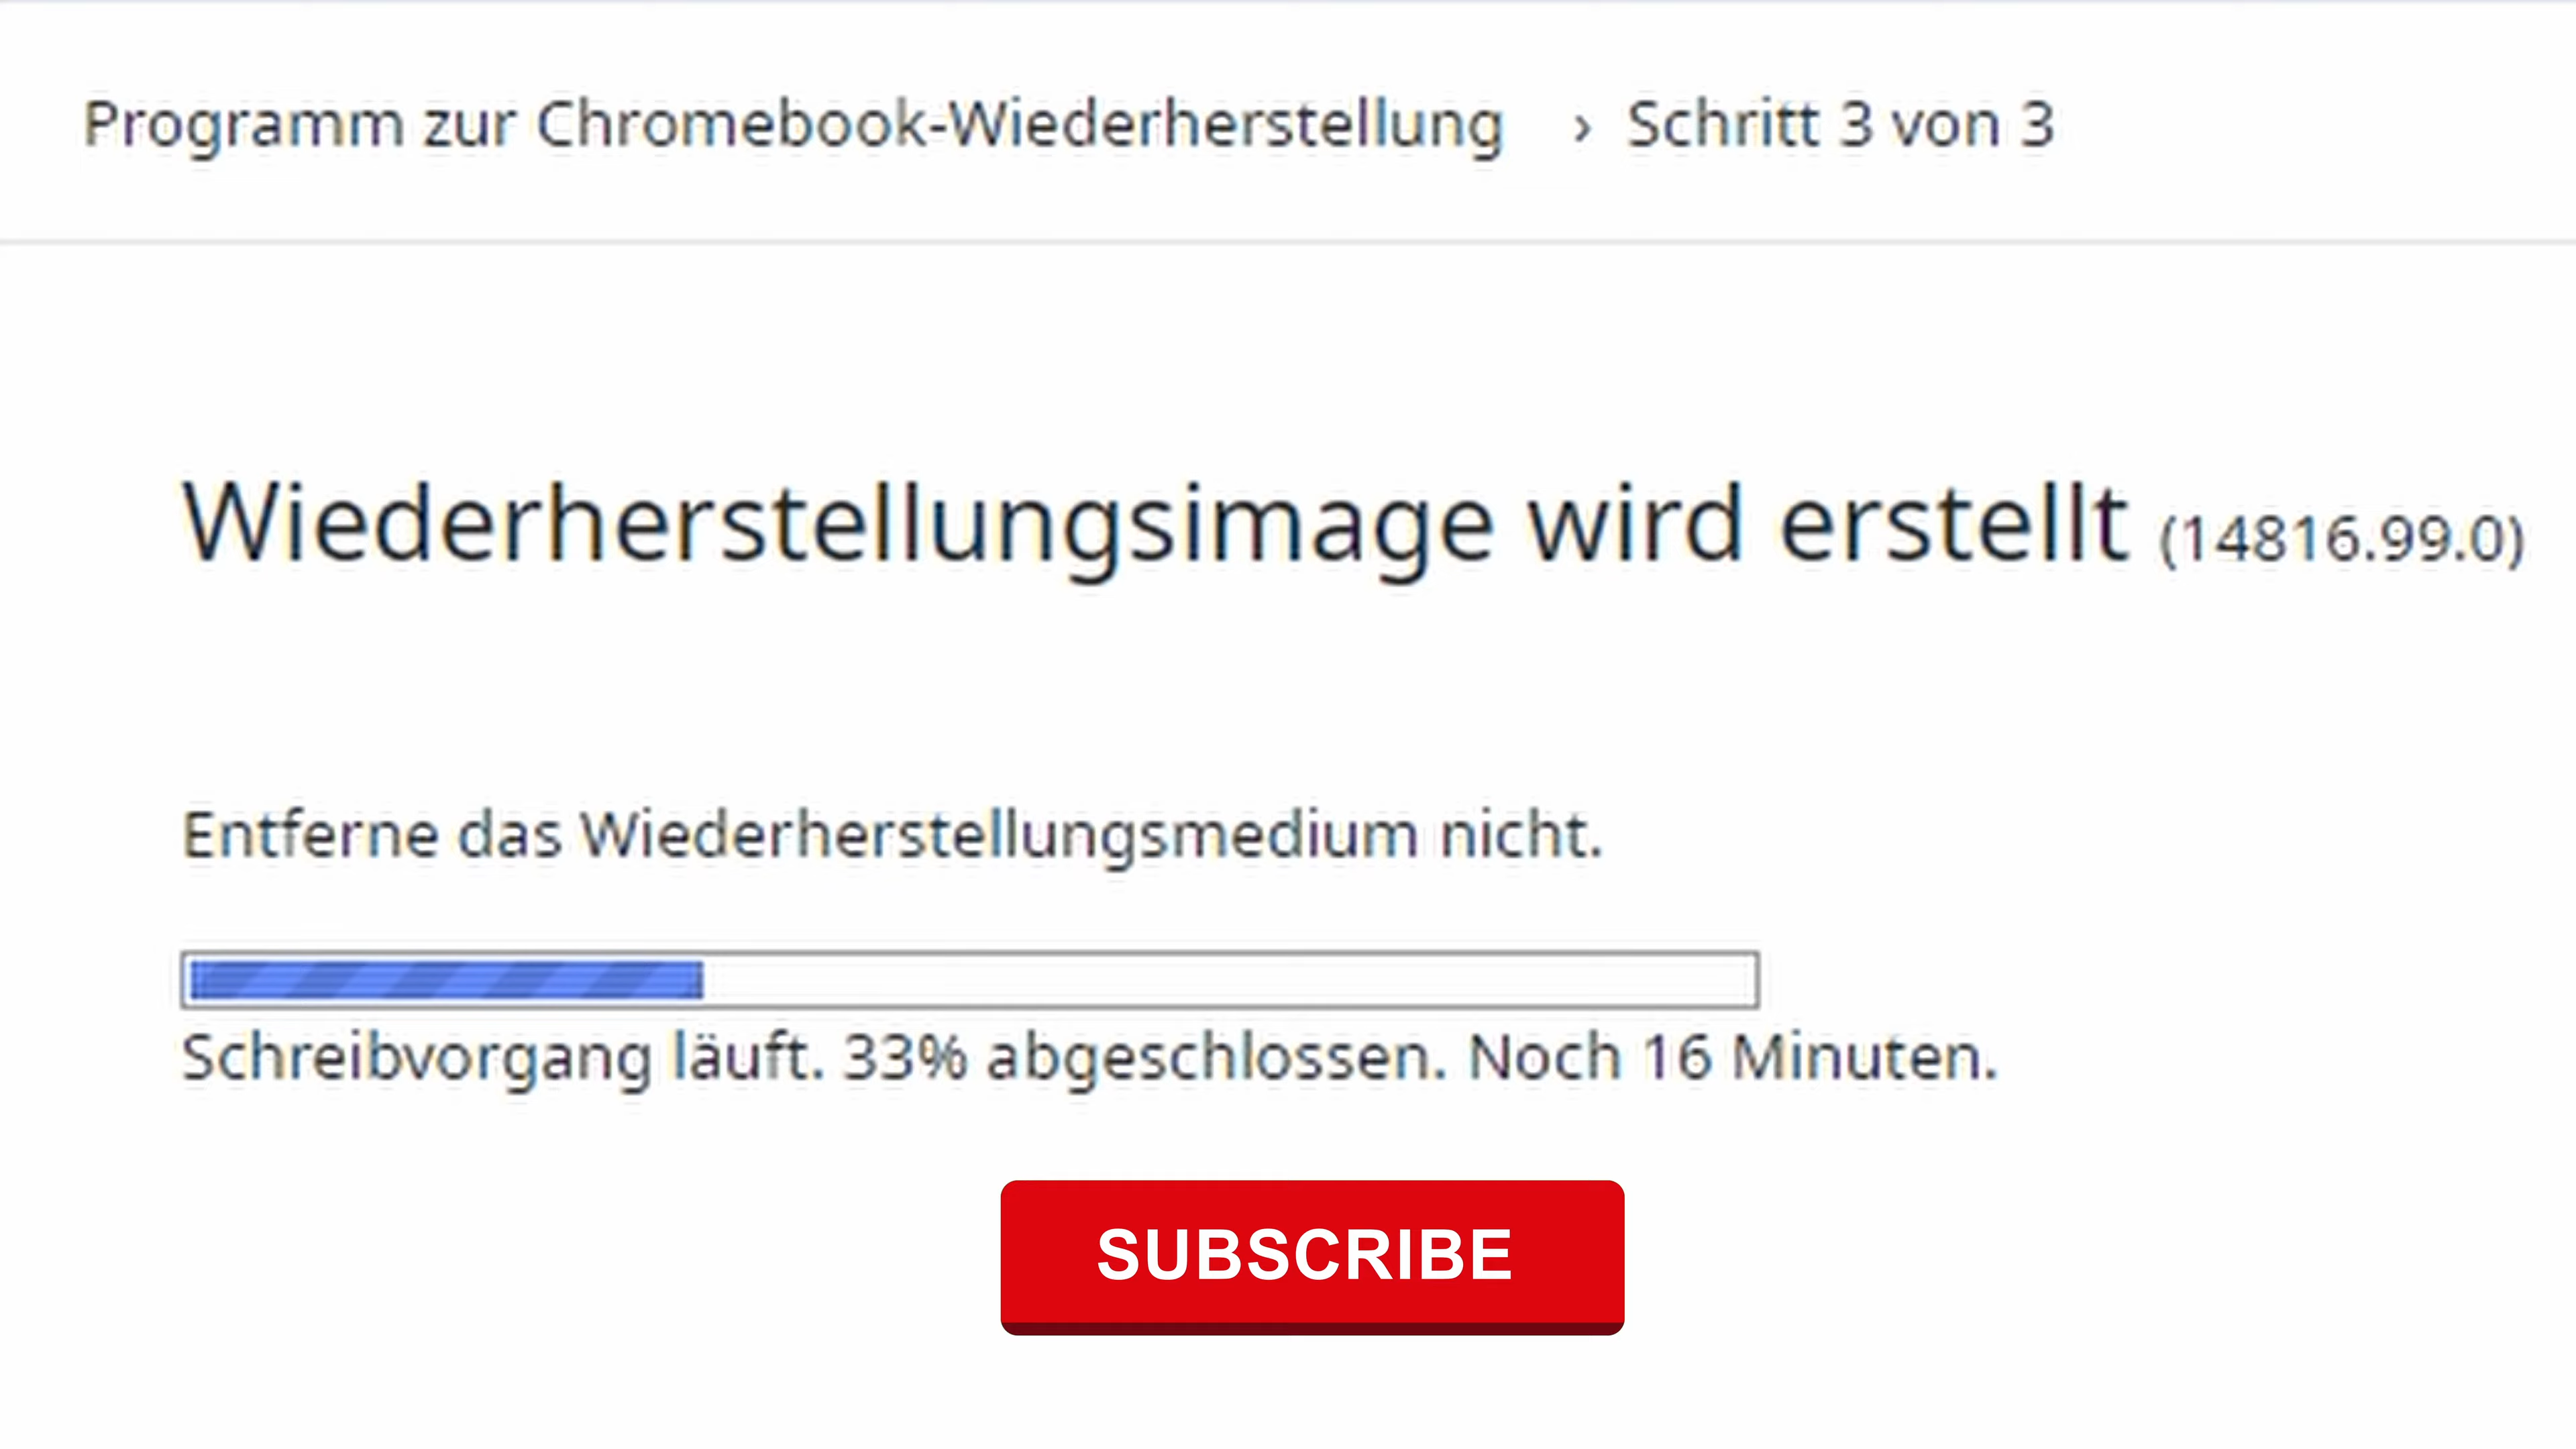 Programm zur Chromebook-Wiederherstellung › Schritt 3 von 3
Wiederherstellungsimage wird erstellt (14816.99.0)
Entferne das Wiederherstellungsmedium nicht.
Schreibvorgang läuft. 33% abgeschlossen. Noch 16 Minuten.
SUBSCRIBE